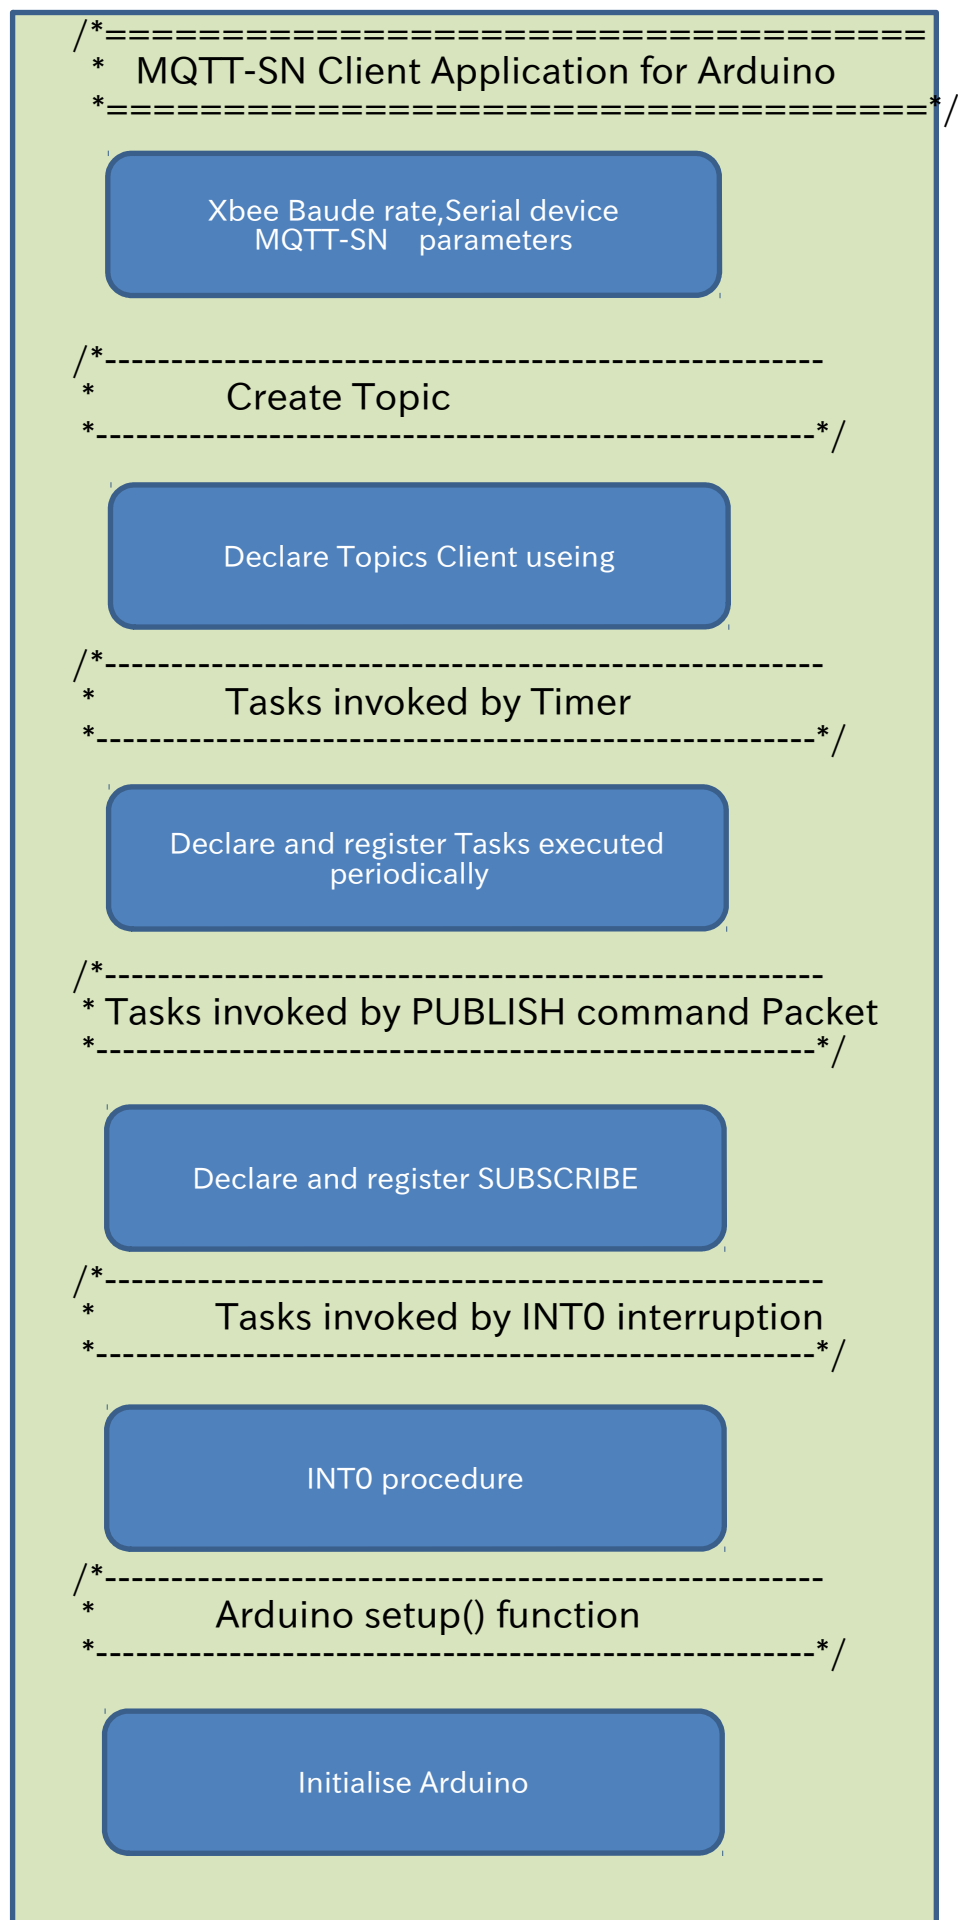 /*==================================
* MQTT-SN Client Application for Arduino
*==================================*/
Xbee Baude rate,Serial device
MQTT-SN parameters
/*------------------------------------------------------
* Create Topic
*------------------------------------------------------*/
Declare Topics Client useing
/*------------------------------------------------------
* Tasks invoked by Timer
*------------------------------------------------------*/
Declare and register Tasks executed
periodically
/*------------------------------------------------------
* Tasks invoked by PUBLISH command Packet
*------------------------------------------------------*/
Declare and register SUBSCRIBE
/*------------------------------------------------------
* Tasks invoked by INT0 interruption
*------------------------------------------------------*/
INT0 procedure
/*------------------------------------------------------
* Arduino setup() function
*------------------------------------------------------*/
Initialise Arduino